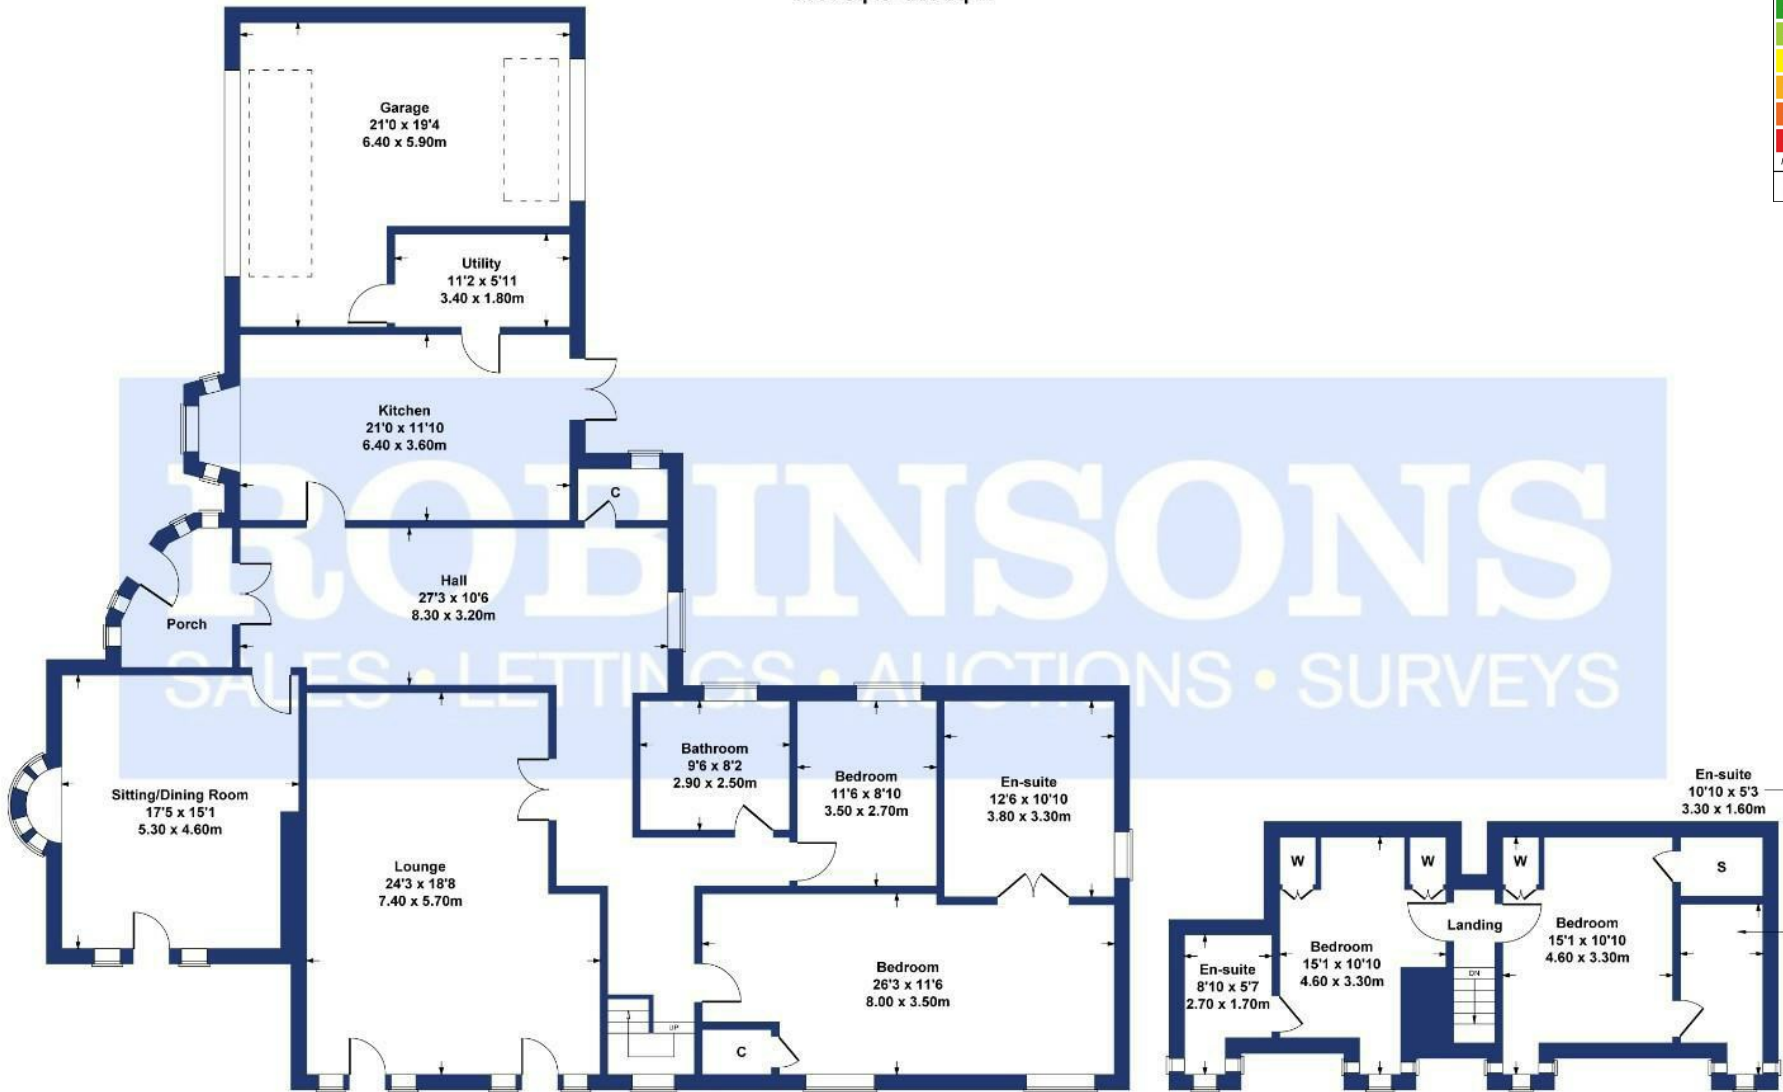 Garage
21'0 x 19'4
6.40 x 5.90m
Utility
11'2 x 5'11
3.40 x 1.80m
Kitchen
21'0 x 11'10
6.40 x 3.60m
C
ROBINSONS
SALES • LETTINGS • AUCTIONS • SURVEYS
Hall
27'3 x 10'6
8.30 x 3.20m
Porch
Sitting/Dining Room
17'5 x 15'1
5.30 x 4.60m
Lounge
24'3 x 18'8
7.40 x 5.70m
Bathroom
9'6 x 8'2
2.90 x 2.50m
Bedroom
11'6 x 8'10
3.50 x 2.70m
En-suite
12'6 x 10'10
3.80 x 3.30m
Bedroom
26'3 x 11'6
8.00 x 3.50m
UP
C
En-suite
10'10 x 5'3
3.30 x 1.60m
W
W
W
S
Landing
Bedroom
15'1 x 10'10
4.60 x 3.30m
Bedroom
15'1 x 10'10
4.60 x 3.30m
En-suite
8'10 x 5'7
2.70 x 1.70m
DN